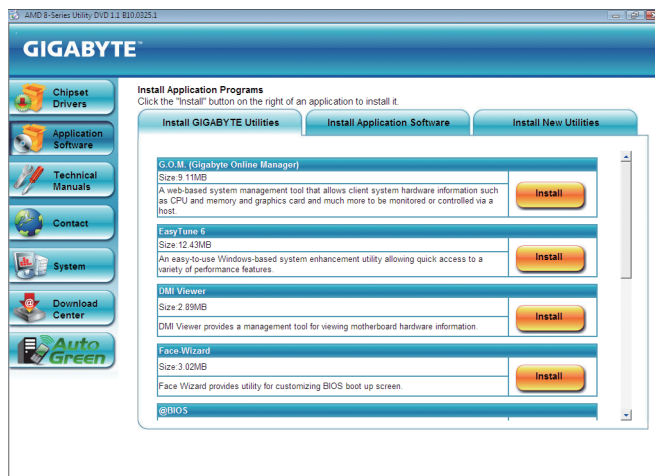 AMD 8-Series Utility DVD 1.1 B10.0325.1
GIGABYTE™
Chipset
Drivers
Application
Software
Technical
Manuals
Contact
System
Download
Center
Auto
Green
Install Application Programs
Click the "Install" button on the right of an application to install it.
Install GIGABYTE Utilities
Install Application Software
Install New Utilities
G.O.M. (Gigabyte Online Manager)
Size:9.11MB
A web-based system management tool that allows client system hardware information such
as CPU and memory and graphics card and much more to be monitored or controlled via a
host.
Install
EasyTune 6
Size:12.43MB
An easy-to-use Windows-based system enhancement utility allowing quick access to a
variety of performance features.
Install
DMI Viewer
Size:2.89MB
DMI Viewer provides a management tool for viewing motherboard hardware information.
Install
Face-Wizard
Size:3.02MB
Face Wizard provides utility for customizing BIOS boot up screen.
Install
@BIOS